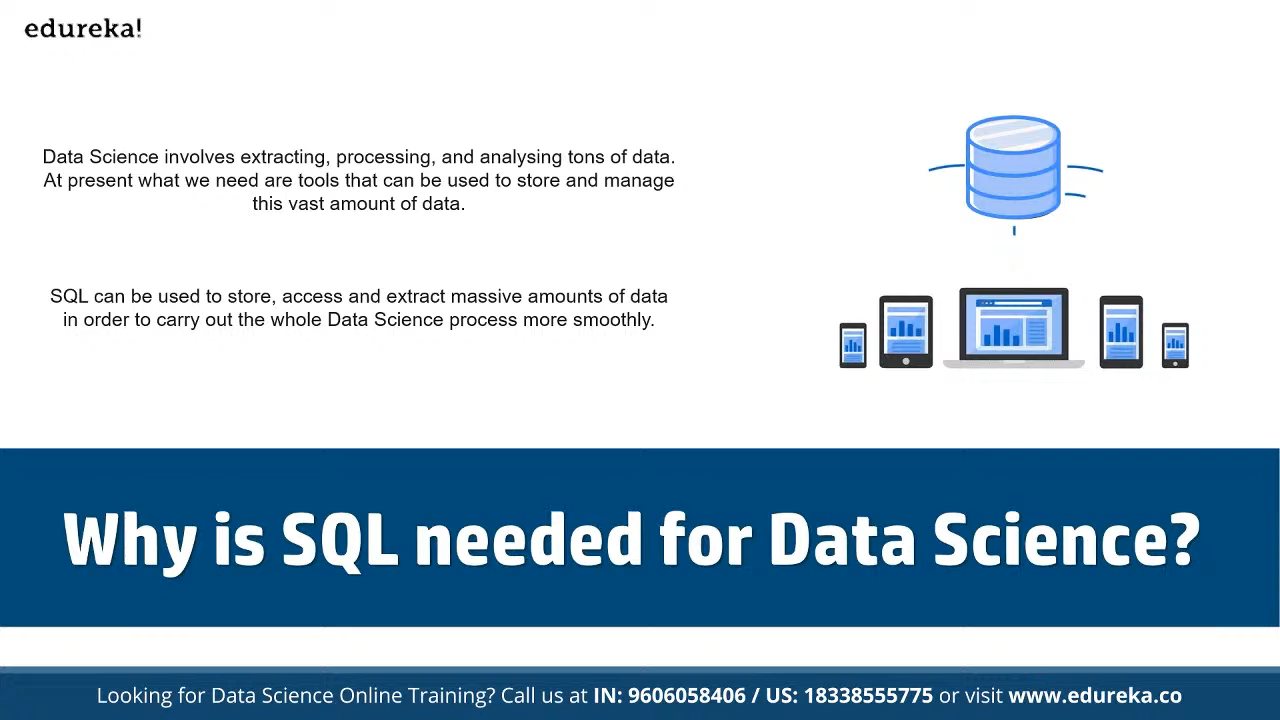 edureka!
Data Science involves extracting, processing, and analysing tons of data.
At present what we need are tools that can be used to store and manage
this vast amount of data.
SQL can be used to store, access and extract massive amounts of data
in order to carry out the whole Data Science process more smoothly.
Why is SQL needed for Data Science?
Looking for Data Science Online Training? Call us at IN: 9606058406 / US: 18338555775 or visit www.edureka.co